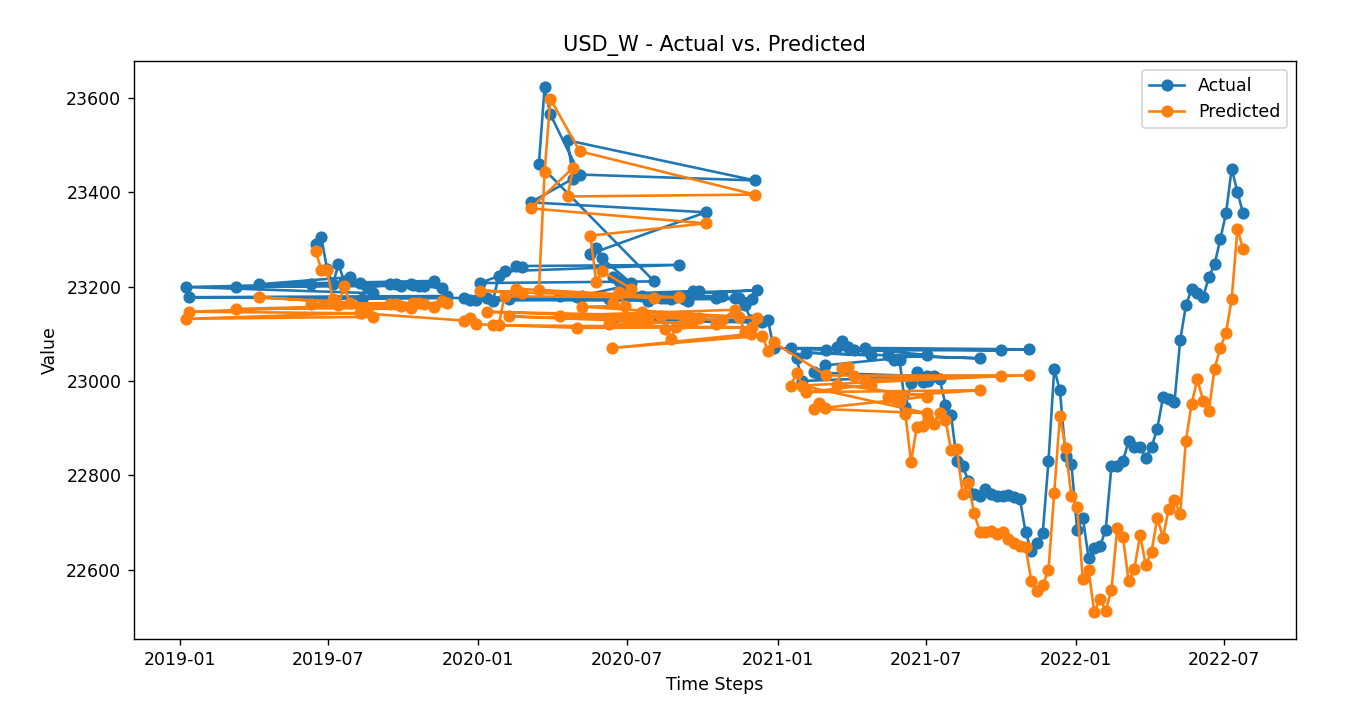 USD_W - Actual vs. Predicted
Actual
Predicted
23600
23400
23200
23000
22800
22600
Value
2019-01
2019-07
2020-01
2020-07
2021-01
2021-07
2022-01
2022-07
Time Steps